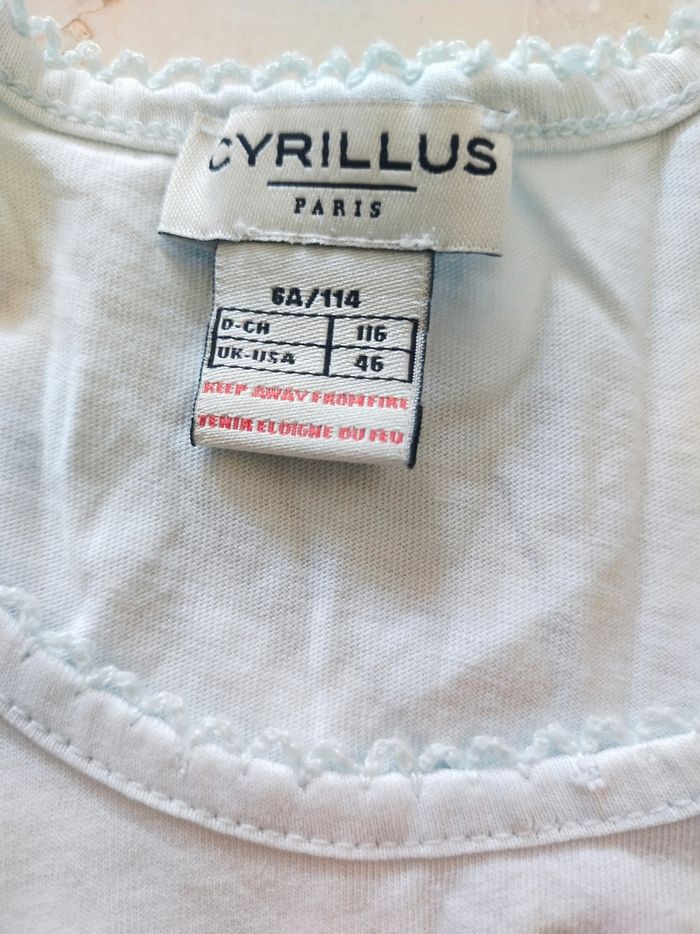 CYRILLUS
PARIS
6A/114
D-CH 116
UK-USA 46
KEEP AWAY FROM FIRE
TENIR ELOIGNE DU FEU